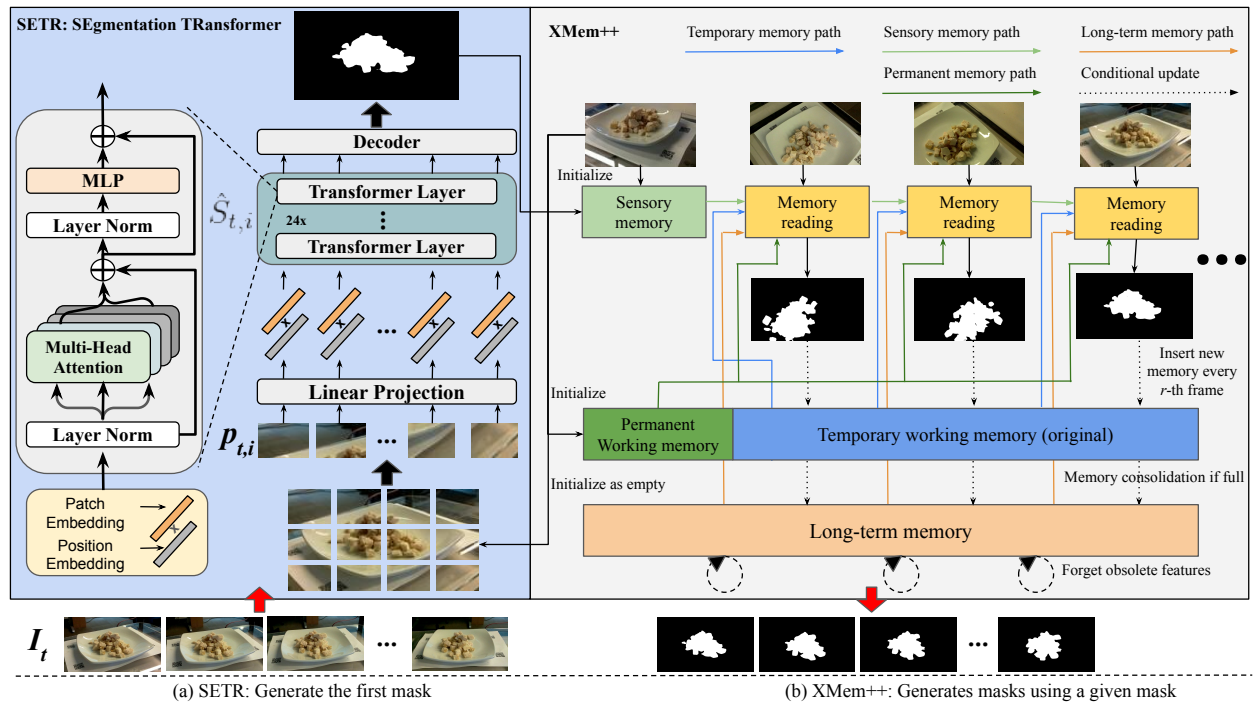 SETR: SEgmentation TRansformer
Decoder
Transformer Layer
24x
Transformer Layer
Ŝt,i
MLP
Layer Norm
Multi-Head
Attention
Layer Norm
Linear Projection
pt,i
Patch
Embedding
Position
Embedding
It
(a) SETR: Generate the first mask
XMem++
Temporary memory path
Sensory memory path
Long-term memory path
Permanent memory path
Conditional update
Initialize
Sensory
memory
Memory
reading
Memory
reading
Memory
reading
Insert new
memory every
r-th frame
Initialize
Permanent
Working memory
Temporary working memory (original)
Initialize as empty
Memory consolidation if full
Long-term memory
Forget obsolete features
(b) XMem++: Generates masks using a given mask